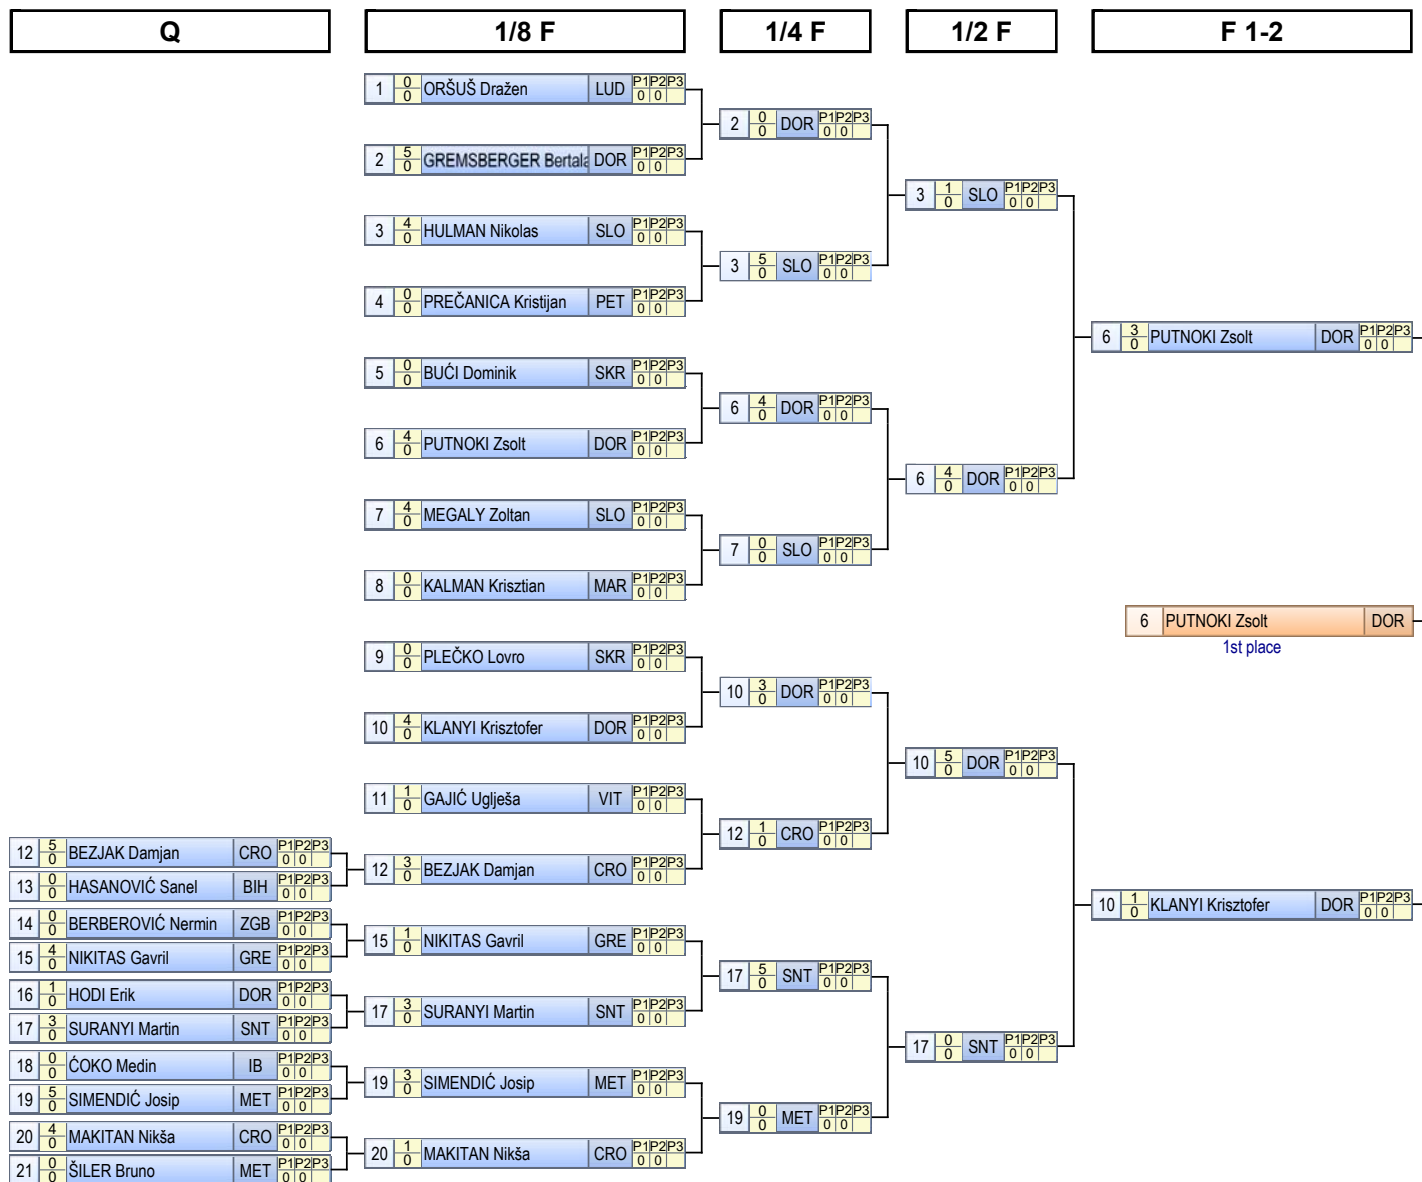 Q 1/8 F 1/4 F 1/2 F F 1-2
1 0 0 ORŠUŠ Dražen LUD P1 P2 P3 0 0
2 0 0 DOR P1 P2 P3 0 0
2 5 0 GREMSBERGER Bertala DOR P1 P2 P3 0 0
3 1 0 SLO P1 P2 P3 0 0
3 4 0 HULMAN Nikolas SLO P1 P2 P3 0 0
3 5 0 SLO P1 P2 P3 0 0
4 0 0 PREČANICA Kristijan PET P1 P2 P3 0 0
6 3 0 PUTNOKI Zsolt DOR P1 P2 P3 0 0
5 0 0 BUĆI Dominik SKR P1 P2 P3 0 0
6 4 0 DOR P1 P2 P3 0 0
6 4 0 PUTNOKI Zsolt DOR P1 P2 P3 0 0
6 4 0 DOR P1 P2 P3 0 0
7 4 0 MEGALY Zoltan SLO P1 P2 P3 0 0
7 0 0 SLO P1 P2 P3 0 0
8 0 0 KALMAN Krisztian MAR P1 P2 P3 0 0
6 PUTNOKI Zsolt DOR
1st place
9 0 0 PLEČKO Lovro SKR P1 P2 P3 0 0
10 3 0 DOR P1 P2 P3 0 0
10 4 0 KLANYI Krisztofer DOR P1 P2 P3 0 0
10 5 0 DOR P1 P2 P3 0 0
11 1 0 GAJIĆ Uglješa VIT P1 P2 P3 0 0
12 1 0 CRO P1 P2 P3 0 0
12 5 0 BEZJAK Damjan CRO P1 P2 P3 0 0
12 3 0 BEZJAK Damjan CRO P1 P2 P3 0 0
13 0 0 HASANOVIĆ Sanel BIH P1 P2 P3 0 0
10 1 0 KLANYI Krisztofer DOR P1 P2 P3 0 0
14 0 0 BERBEROVIĆ Nermin ZGB P1 P2 P3 0 0
15 1 0 NIKITAS Gavril GRE P1 P2 P3 0 0
15 4 0 NIKITAS Gavril GRE P1 P2 P3 0 0
17 5 0 SNT P1 P2 P3 0 0
16 1 0 HODI Erik DOR P1 P2 P3 0 0
17 3 0 SURANYI Martin SNT P1 P2 P3 0 0
17 3 0 SURANYI Martin SNT P1 P2 P3 0 0
17 0 0 SNT P1 P2 P3 0 0
18 0 0 ĆOKO Medin IB P1 P2 P3 0 0
19 3 0 SIMENDIĆ Josip MET P1 P2 P3 0 0
19 5 0 SIMENDIĆ Josip MET P1 P2 P3 0 0
19 0 0 MET P1 P2 P3 0 0
20 4 0 MAKITAN Nikša CRO P1 P2 P3 0 0
20 1 0 MAKITAN Nikša CRO P1 P2 P3 0 0
21 0 0 ŠILER Bruno MET P1 P2 P3 0 0